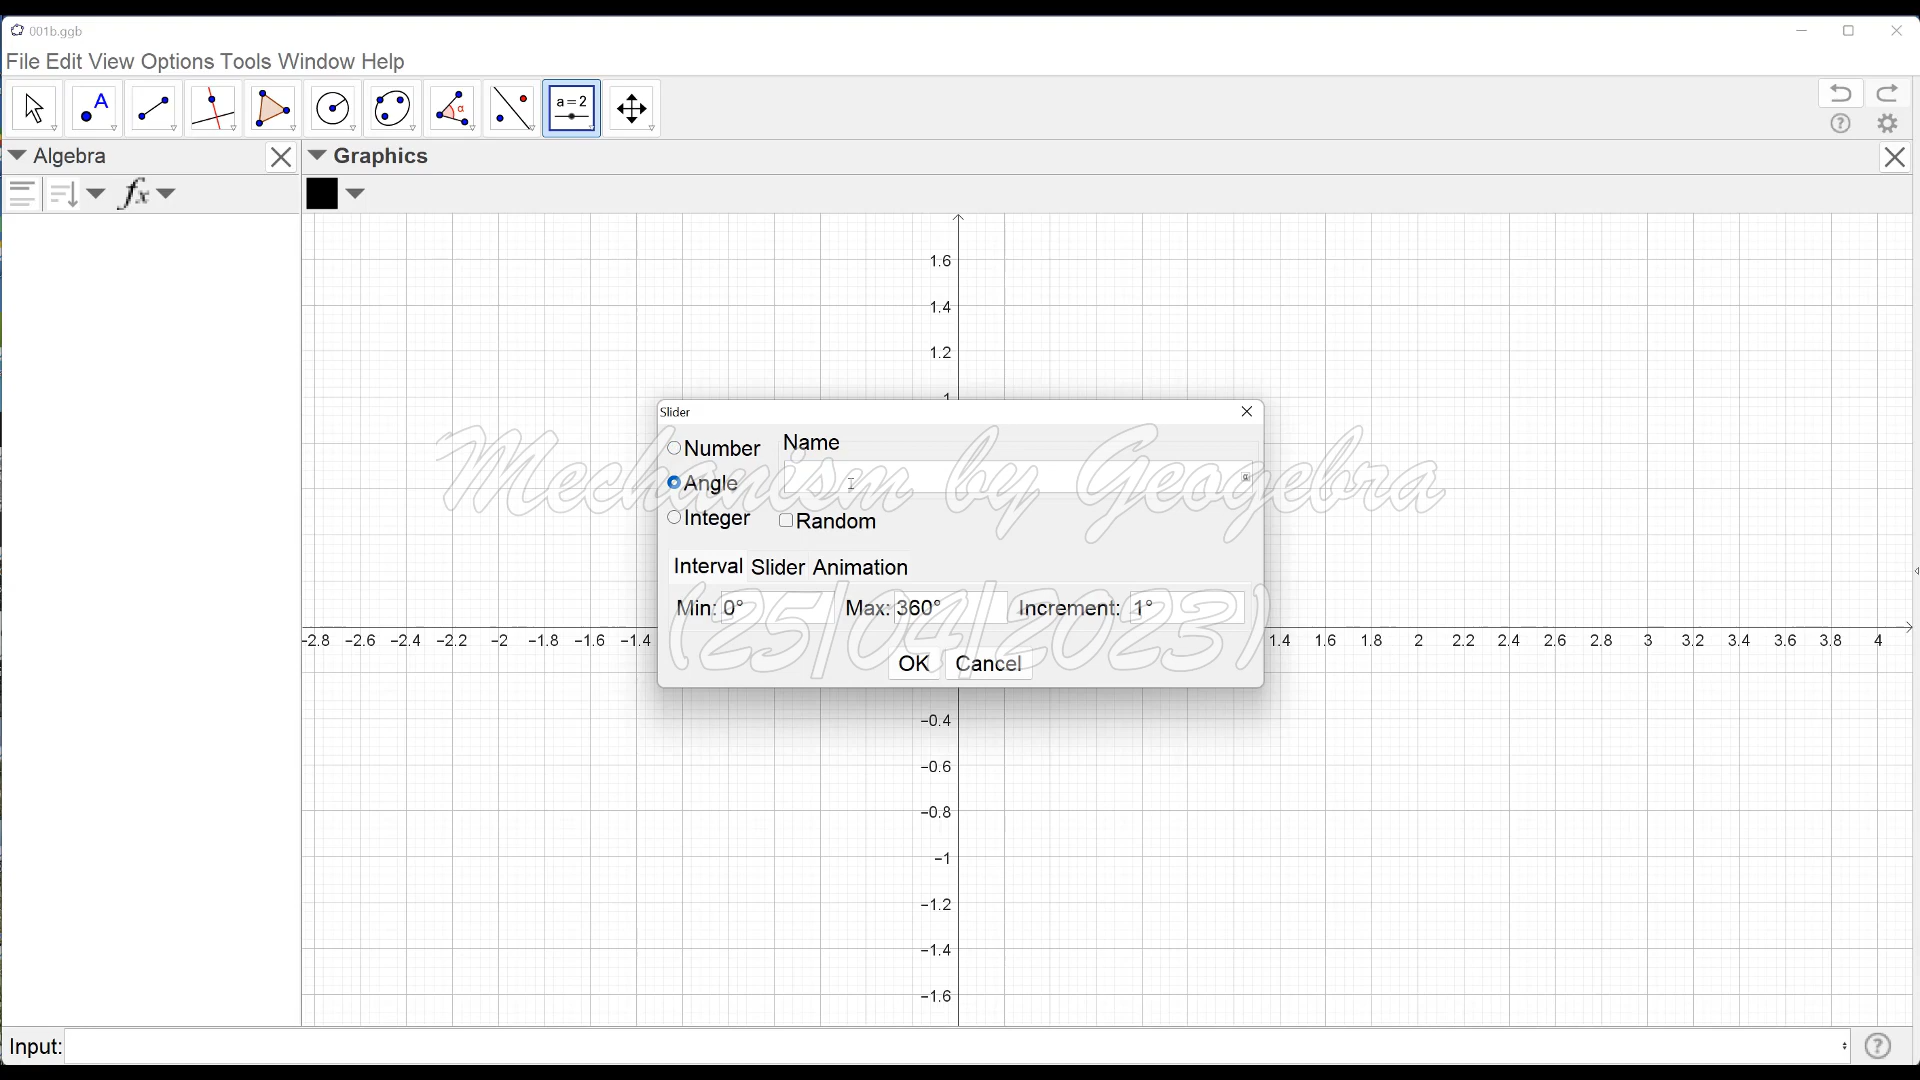 001b.ggb
File Edit View Options Tools Window Help
A
α
a=2
Algebra
Graphics
fx
1.6
1.4
1.2
1
Slider
Number
Name
Angle
α
Integer
Random
Mechanism by Geogebra
Interval Slider Animation
Min: 0° Max: 360° Increment: 1°
(25/04/2023)
-2.8 -2.6 -2.4 -2.2 -2 -1.8 -1.6 -1.4 1.4 1.6 1.8 2 2.2 2.4 2.6 2.8 3 3.2 3.4 3.6 3.8 4
OK Cancel
-0.4
-0.6
-0.8
-1
-1.2
-1.4
-1.6
Input: